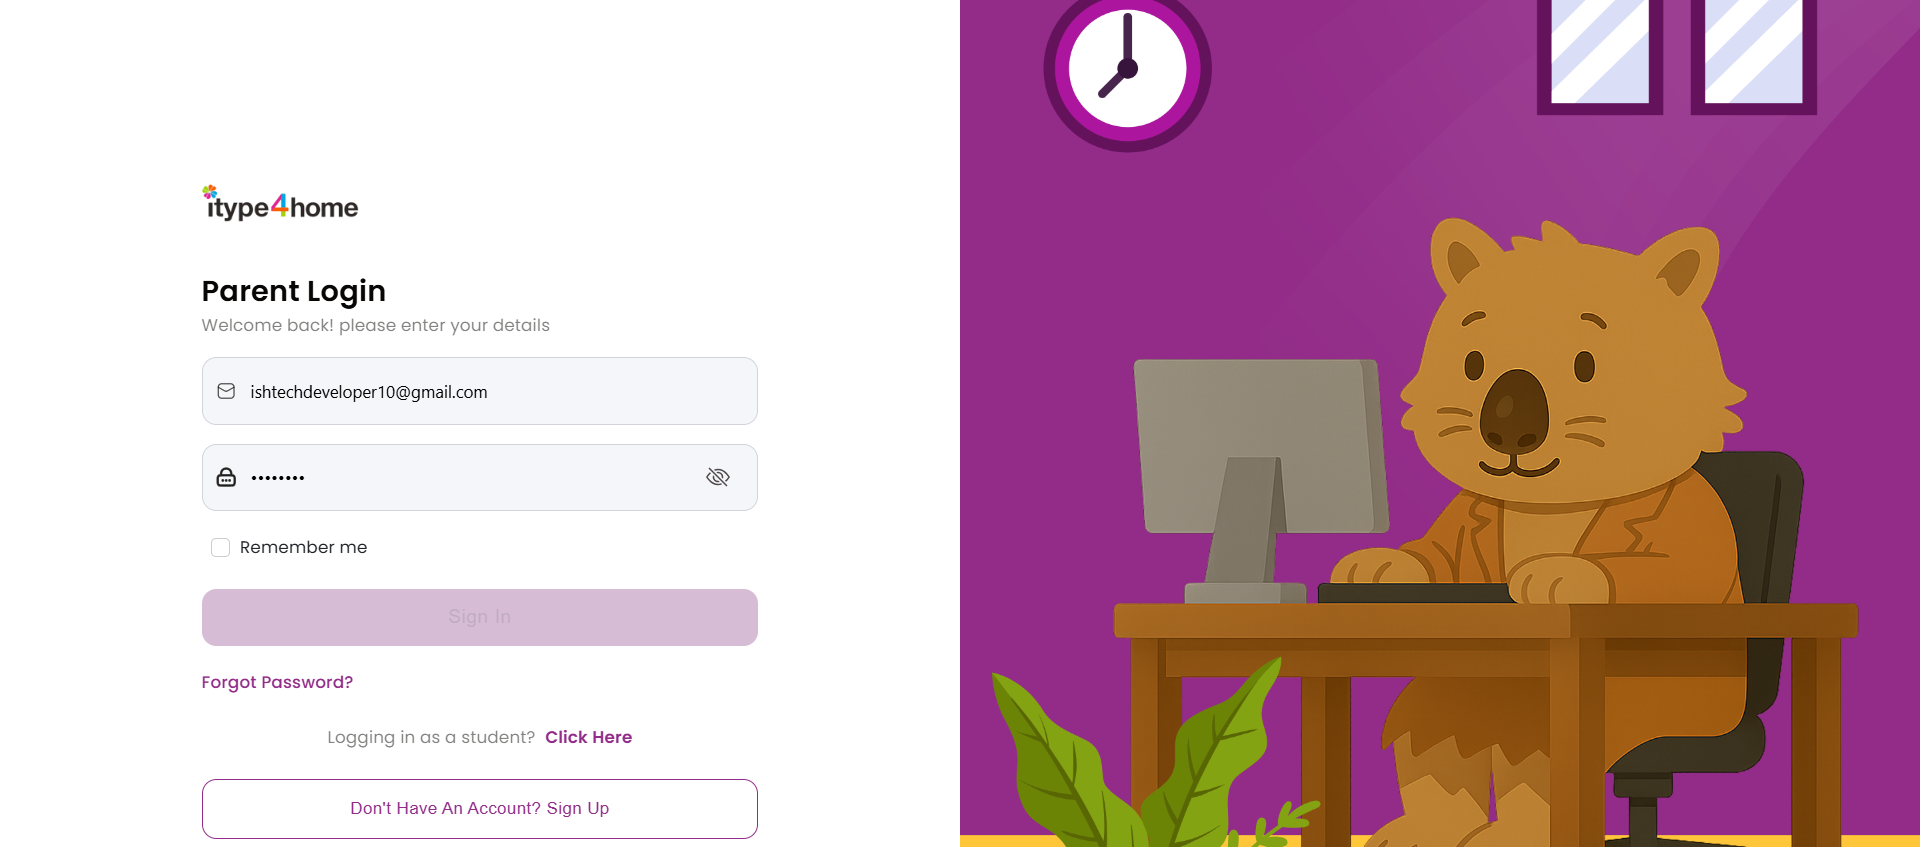 itype4home
Parent Login
Welcome back! please enter your details
ishtechdeveloper10@gmail.com
••••••••
Remember me
Sign In
Forgot Password?
Logging in as a student? Click Here
Don't Have An Account? Sign Up